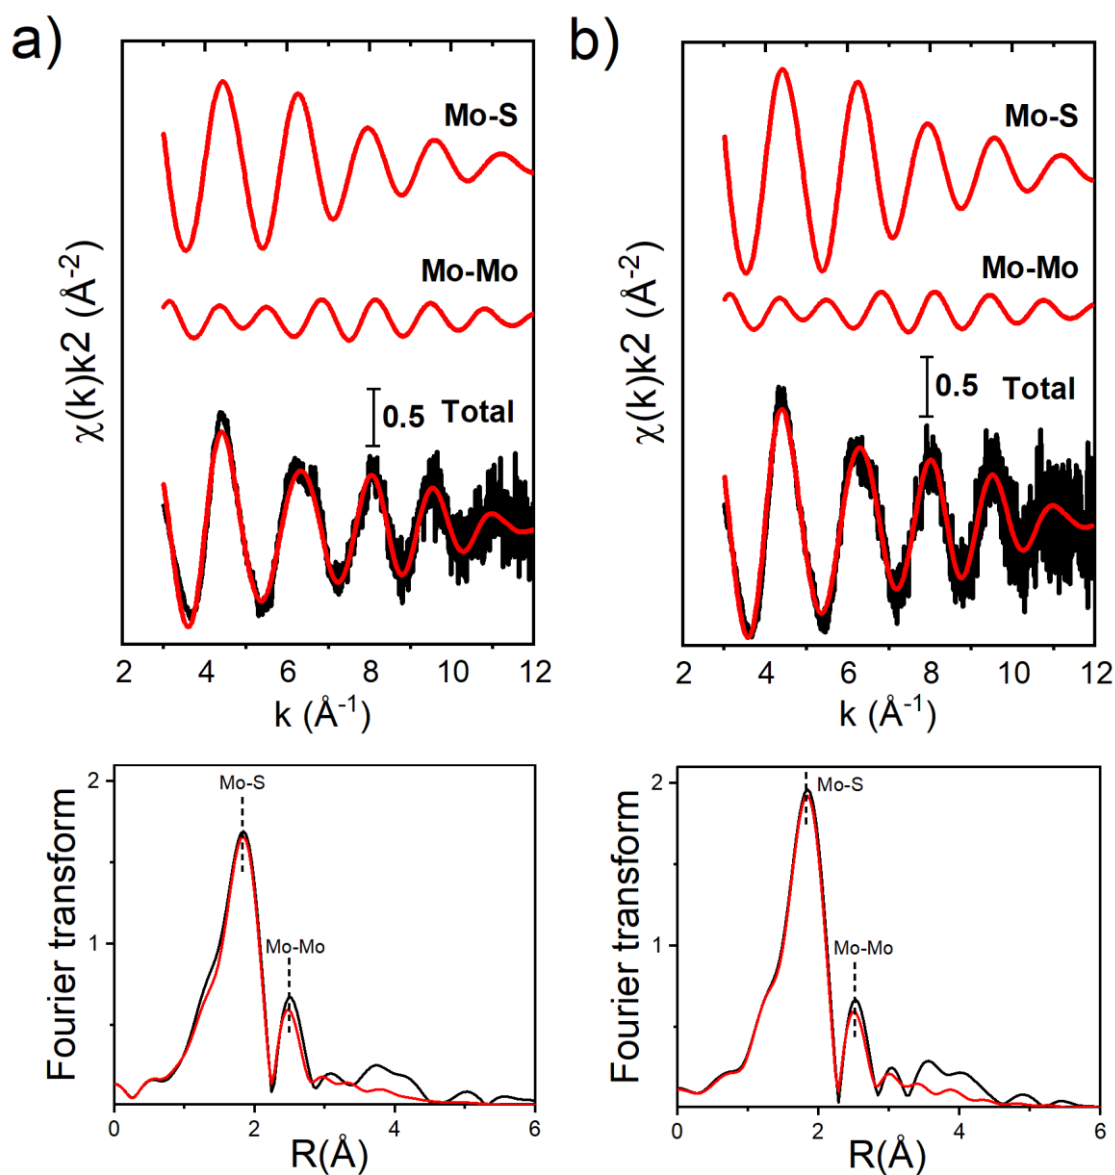 a)
Mo-S
Mo-Mo
0.5 Total
χ(k)k2 (Å-2)
2 4 6 8 10 12
k (Å-1)
b)
Mo-S
Mo-Mo
0.5 Total
χ(k)k2 (Å-2)
2 4 6 8 10 12
k (Å-1)
2
1
0
Mo-S
Mo-Mo
Fourier transform
0 2 4 6
R(Å)
2
1
0
Mo-S
Mo-Mo
Fourier transform
0 2 4 6
R(Å)